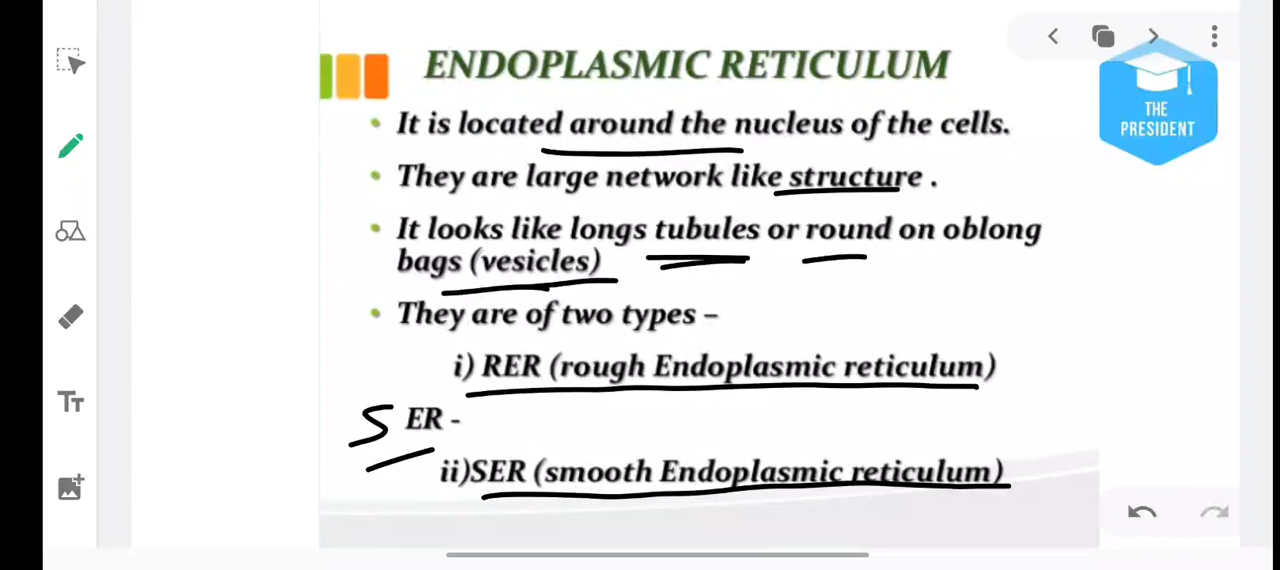 ENDOPLASMIC RETICULUM
THE
PRESIDENT
• It is located around the nucleus of the cells.
• They are large network like structure .
• It looks like longs tubules or round on oblong
bags (vesicles)
• They are of two types –
i) RER (rough Endoplasmic reticulum)
S ER -
ii)SER (smooth Endoplasmic reticulum)
Tт